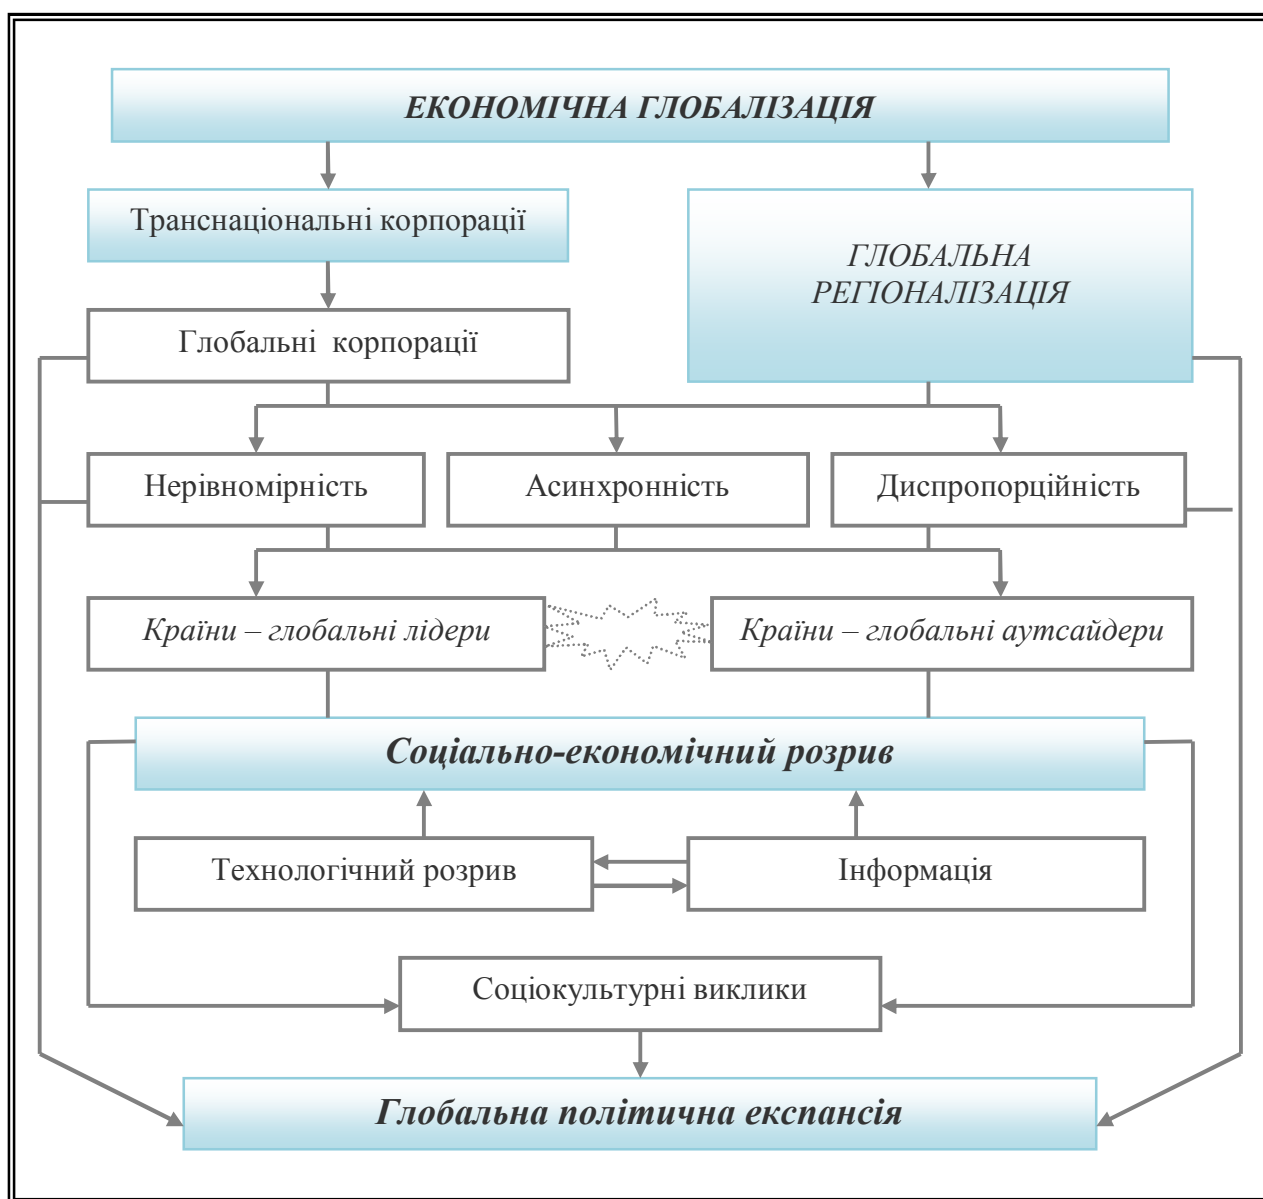 ЕКОНОМІЧНА ГЛОБАЛІЗАЦІЯ
Транснаціональні корпорації
ГЛОБАЛЬНА
РЕГІОНАЛІЗАЦІЯ
Глобальні корпорації
Нерівномірність
Асинхронність
Диспропорційність
Країни – глобальні лідери
Країни – глобальні аутсайдери
Соціально-економічний розрив
Технологічний розрив
Інформація
Соціокультурні виклики
Глобальна політична експансія